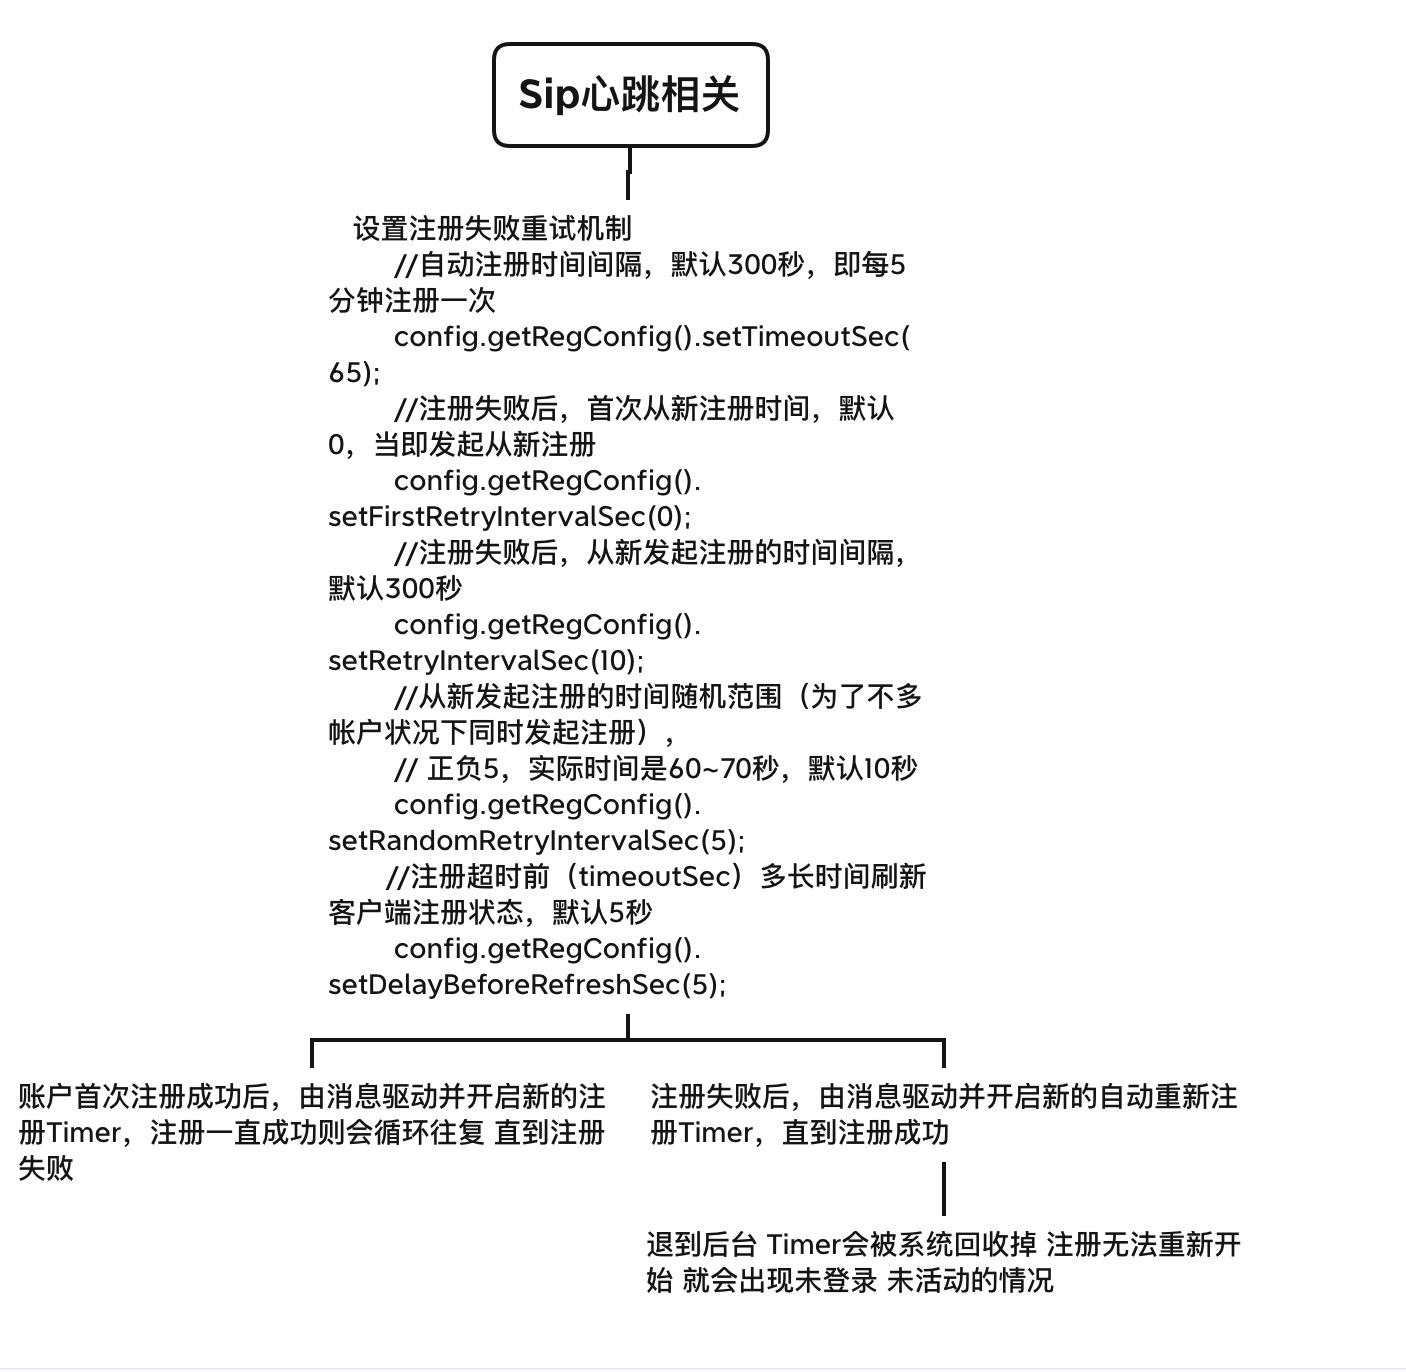 Sip心跳相关
设置注册失败重试机制
//自动注册时间间隔，默认300秒，即每5
分钟注册一次
config.getRegConfig().setTimeoutSec(
65);
//注册失败后，首次从新注册时间，默认
0，当即发起从新注册
config.getRegConfig().
setFirstRetryIntervalSec(0);
//注册失败后，从新发起注册的时间间隔，
默认300秒
config.getRegConfig().
setRetryIntervalSec(10);
//从新发起注册的时间随机范围（为了不多
帐户状况下同时发起注册），
// 正负5，实际时间是60~70秒，默认10秒
config.getRegConfig().
setRandomRetryIntervalSec(5);
//注册超时前（timeoutSec）多长时间刷新
客户端注册状态，默认5秒
config.getRegConfig().
setDelayBeforeRefreshSec(5);
账户首次注册成功后，由消息驱动并开启新的注
册Timer，注册一直成功则会循环往复 直到注册
失败
注册失败后，由消息驱动并开启新的自动重新注
册Timer，直到注册成功
退到后台 Timer会被系统回收掉 注册无法重新开
始 就会出现未登录 未活动的情况